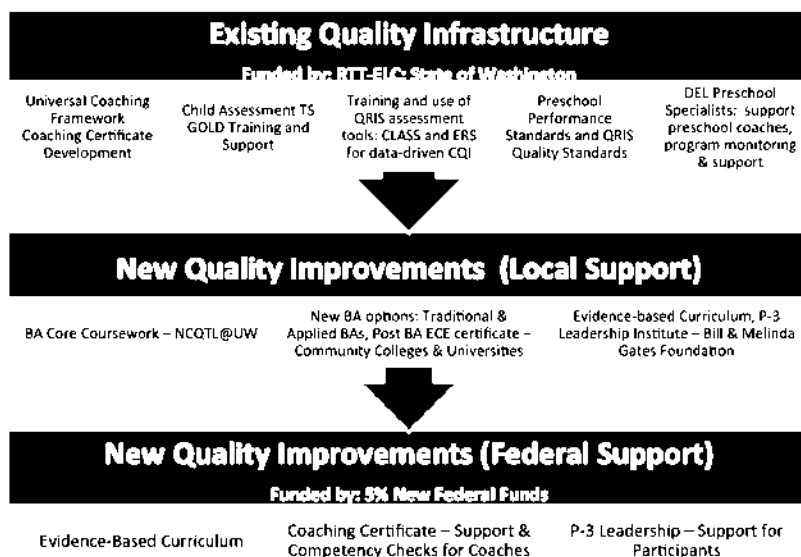 Existing Quality Infrastructure
Funded by: RTT-ELC; State of Washington
Universal Coaching
Framework
Coaching Certificate
Development
Child Assessment TS
GOLD Training and
Support
Training and use of
QRIS assessment
tools: CLASS and ERS
for data-driven CQI
Preschool
Performance
Standards and QRIS
Quality Standards
DEL Preschool
Specialists: support
preschool coaches,
program monitoring
& support
New Quality Improvements (Local Support)
BA Core Coursework – NCQTL@UW
New BA options: Traditional &
Applied BAs, Post BA ECE certificate –
Community Colleges & Universities
Evidence-based Curriculum, P-3
Leadership Institute – Bill & Melinda
Gates Foundation
New Quality Improvements (Federal Support)
Funded by: 5% New Federal Funds
Evidence-Based Curriculum
Coaching Certificate – Support &
Competency Checks for Coaches
P-3 Leadership – Support for
Participants